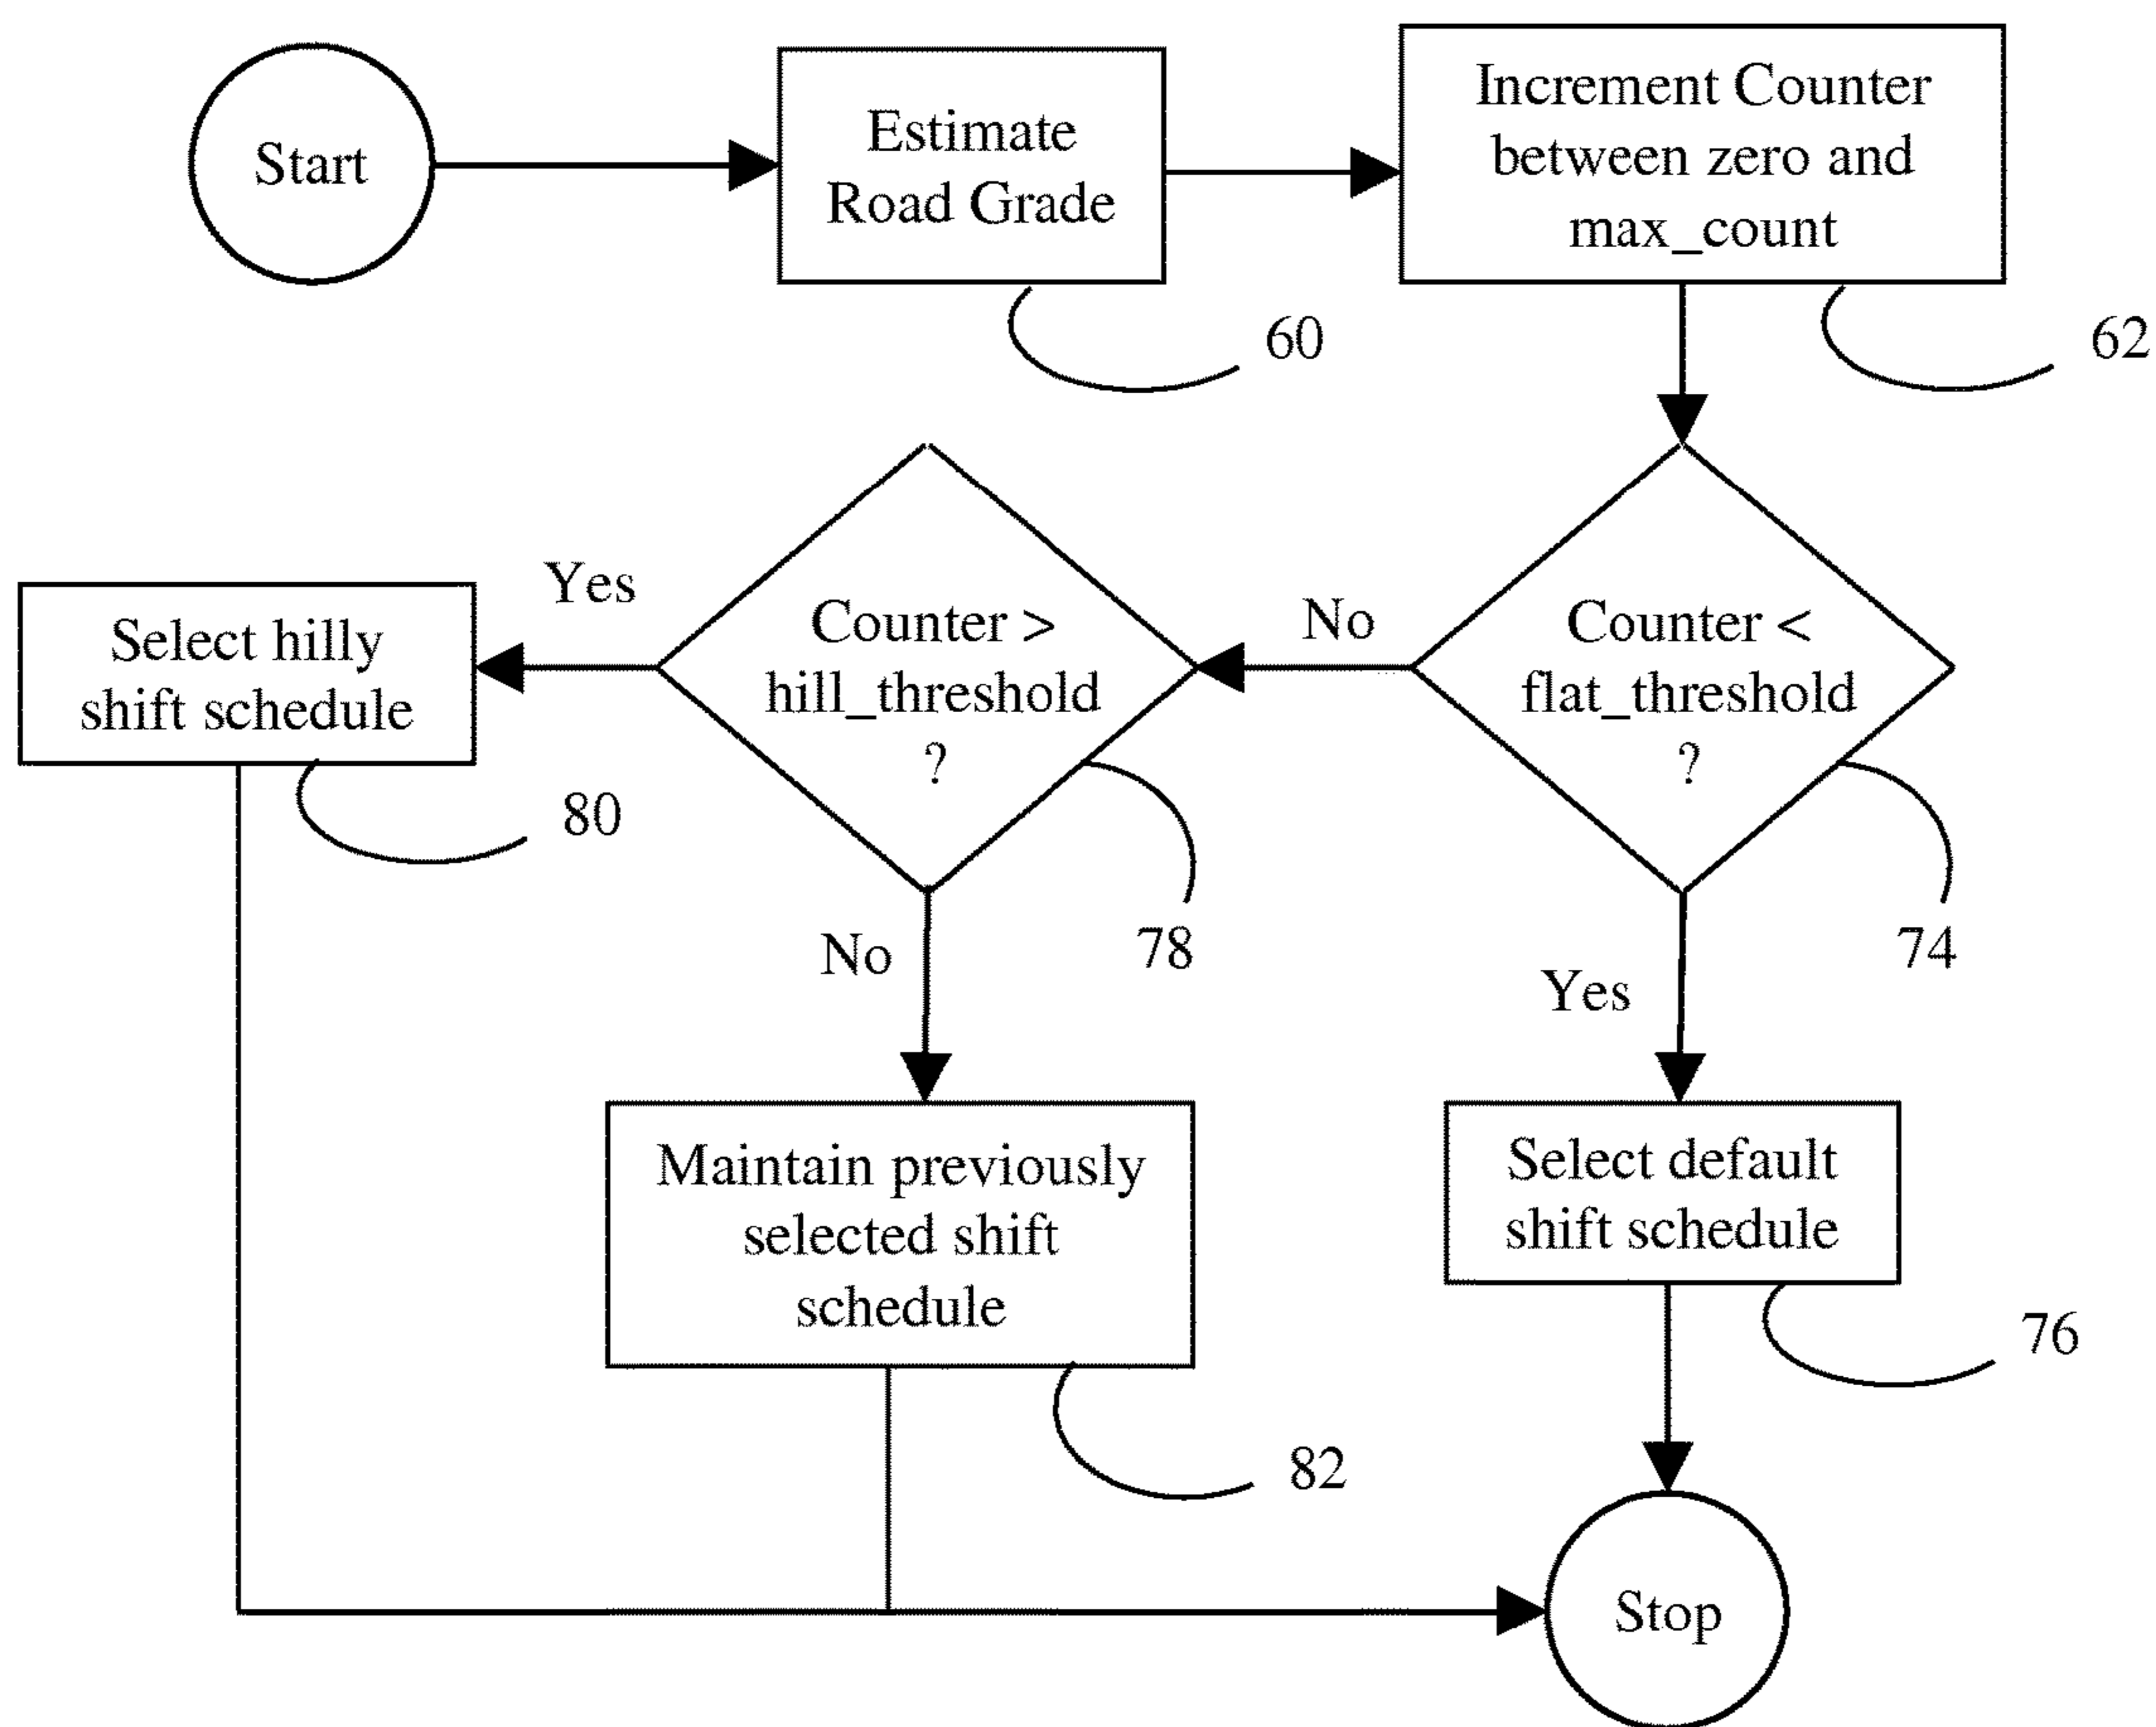 Start
Estimate
Road Grade
60
Increment Counter
between zero and
max_count
62
Counter <
flat_threshold
?
74
No
Yes
Counter >
hill_threshold
?
78
Yes
No
Select hilly
shift schedule
80
Maintain previously
selected shift
schedule
82
Select default
shift schedule
76
Stop